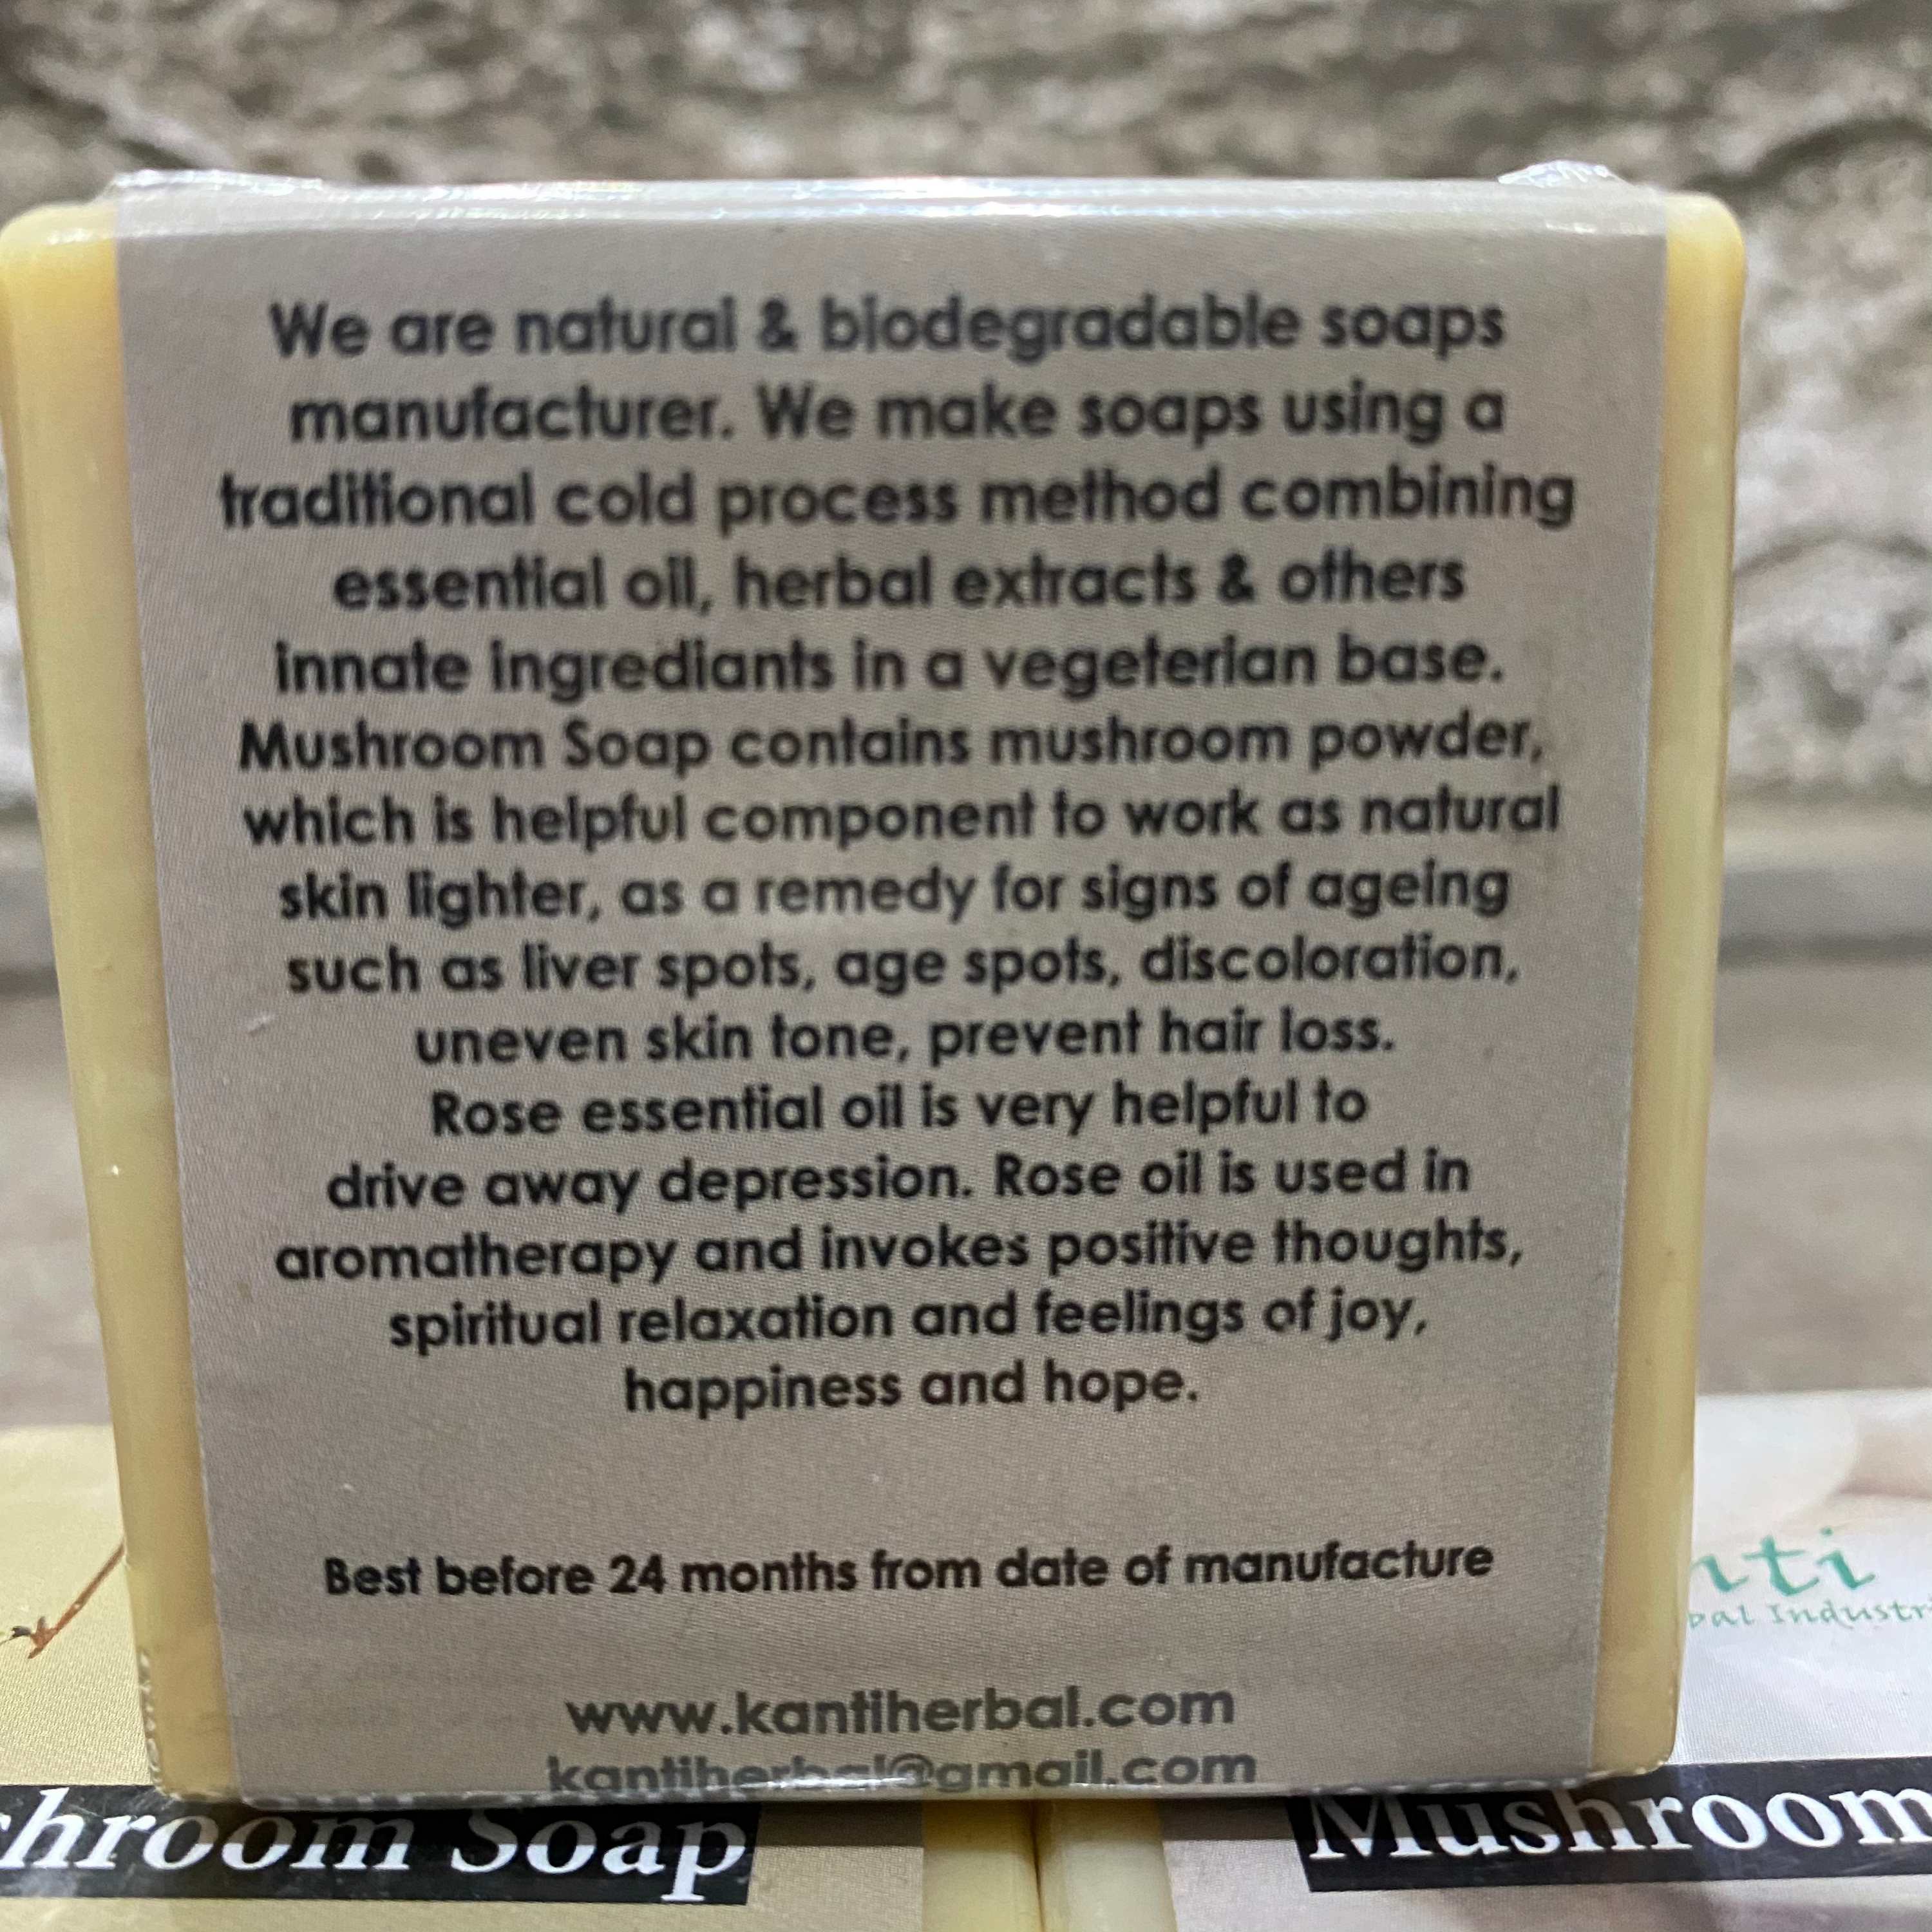 We are natural & biodegradable soaps
manufacturer. We make soaps using a
traditional cold process method combining
essential oil, herbal extracts & others
innate ingrediants in a vegeterian base.
Mushroom Soap contains mushroom powder,
which is helpful component to work as natural
skin lighter, as a remedy for signs of ageing
such as liver spots, age spots, discoloration,
uneven skin tone, prevent hair loss.
Rose essential oil is very helpful to
drive away depression. Rose oil is used in
aromatherapy and invokes positive thoughts,
spiritual relaxation and feelings of joy,
happiness and hope.
Best before 24 months from date of manufacture
www.kantiherbal.com
kantiherbal@gmail.com
nti
bal Industri
hroom Soap
Mushroom